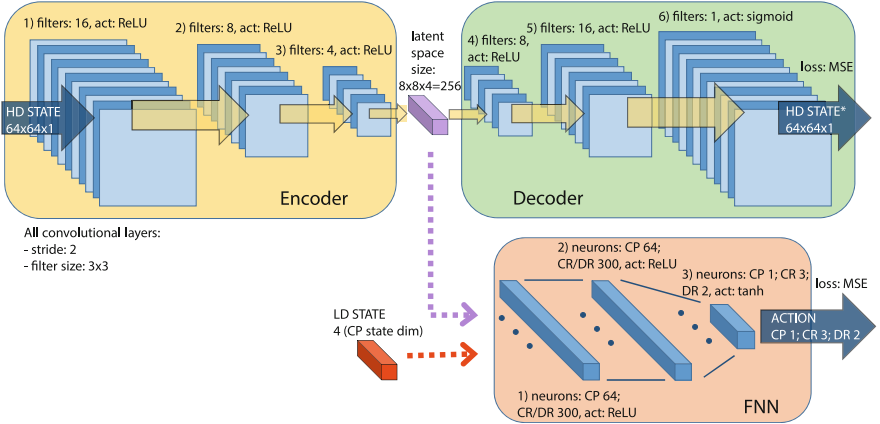 1) filters: 16, act: ReLU
2) filters: 8, act: ReLU
3) filters: 4, act: ReLU
HD STATE
64x64x1
Encoder
latent
space
size:
8x8x4=256
4) filters: 8,
act: ReLU
5) filters: 16,
act: ReLU
6) filters: 1, act: sigmoid
loss: MSE
HD STATE*
64x64x1
Decoder
All convolutional layers:
- stride: 2
- filter size: 3x3
LD STATE
4 (CP state dim)
2) neurons: CP 64;
CR/DR 300, act: ReLU
3) neurons: CP 1; CR 3;
DR 2, act: tanh
loss: MSE
ACTION
CP 1; CR 3; DR 2
1) neurons: CP 64;
CR/DR 300, act: ReLU
FNN